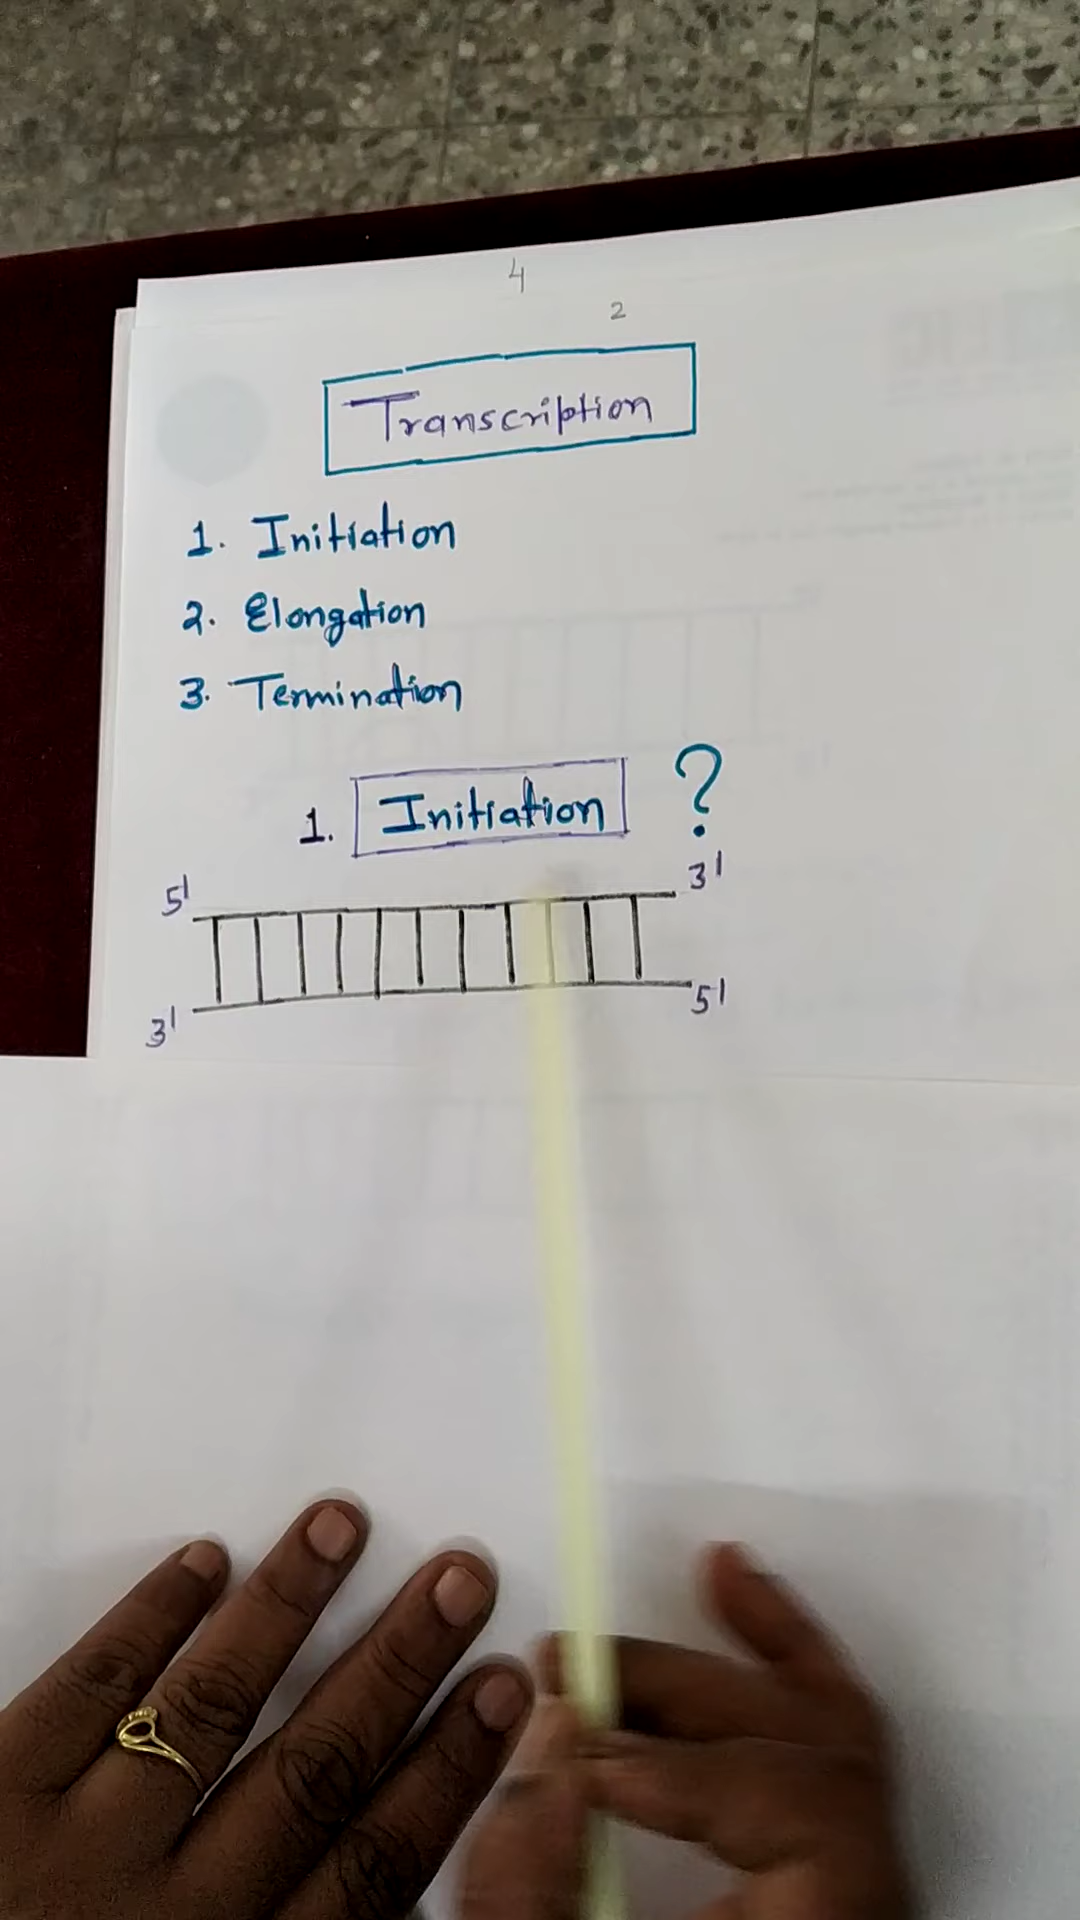 4
2
Transcription
1. Initiation
2. Elongation
3. Termination
1. Initiation ?
5' 3'
3' 5'